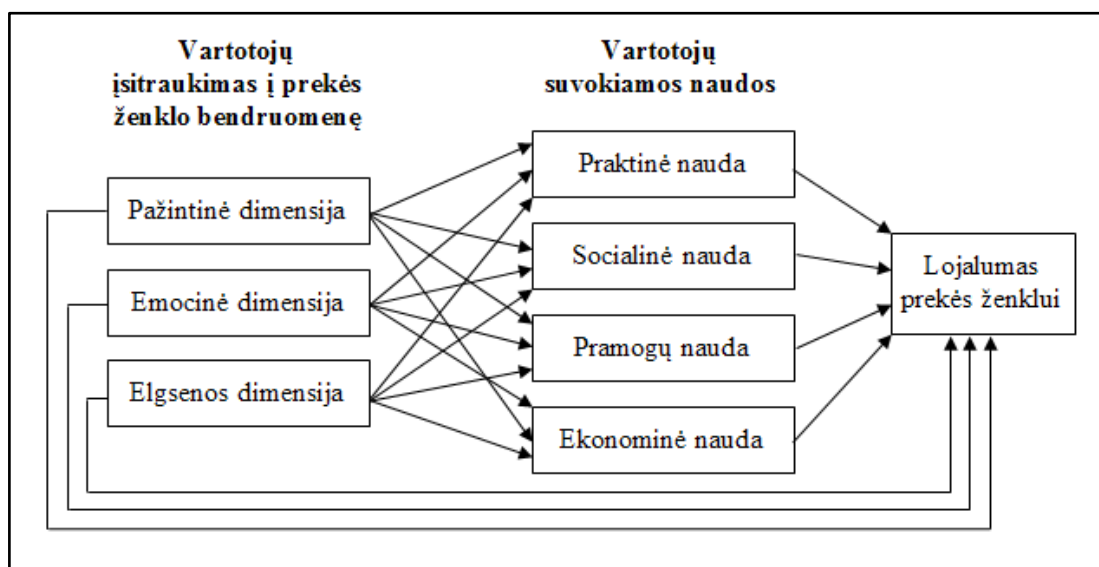 Vartotojų
įsitraukimas į prekės
ženklo bendruomenę
Vartotojų
suvokiamos naudos
Pažintinė dimensija
Emocinė dimensija
Elgsenos dimensija
Praktinė nauda
Socialinė nauda
Pramogų nauda
Ekonominė nauda
Lojalumas
prekės ženklui